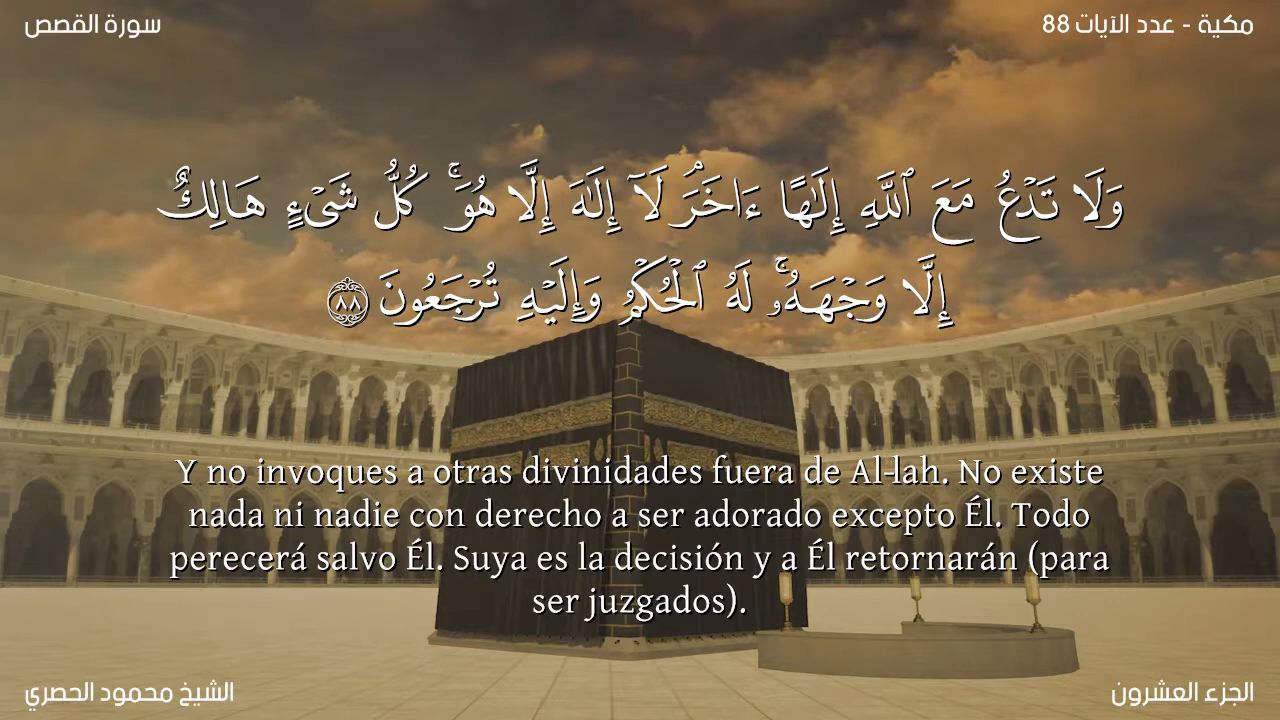 مكية - عدد الآيات 88
سورة القصص
وَلَا تَدْعُ مَعَ ٱللَّهِ إِلَٰهًا ءَاخَرَ ۘ لَآ إِلَٰهَ إِلَّا هُوَ ۚ كُلُّ شَىْءٍ هَالِكٌ
إِلَّا وَجْهَهُۥ ۚ لَهُ ٱلْحُكْمُ وَإِلَيْهِ تُرْجَعُونَ ٨٨
Y no invoques a otras divinidades fuera de Al-lah. No existe
nada ni nadie con derecho a ser adorado excepto Él. Todo
perecerá salvo Él. Suya es la decisión y a Él retornarán (para
ser juzgados).
الجزء العشرون
الشيخ محمود الحصري